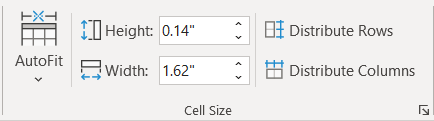 Height: 0.14" Distribute Rows
AutoFit
Width: 1.62" Distribute Columns
Cell Size